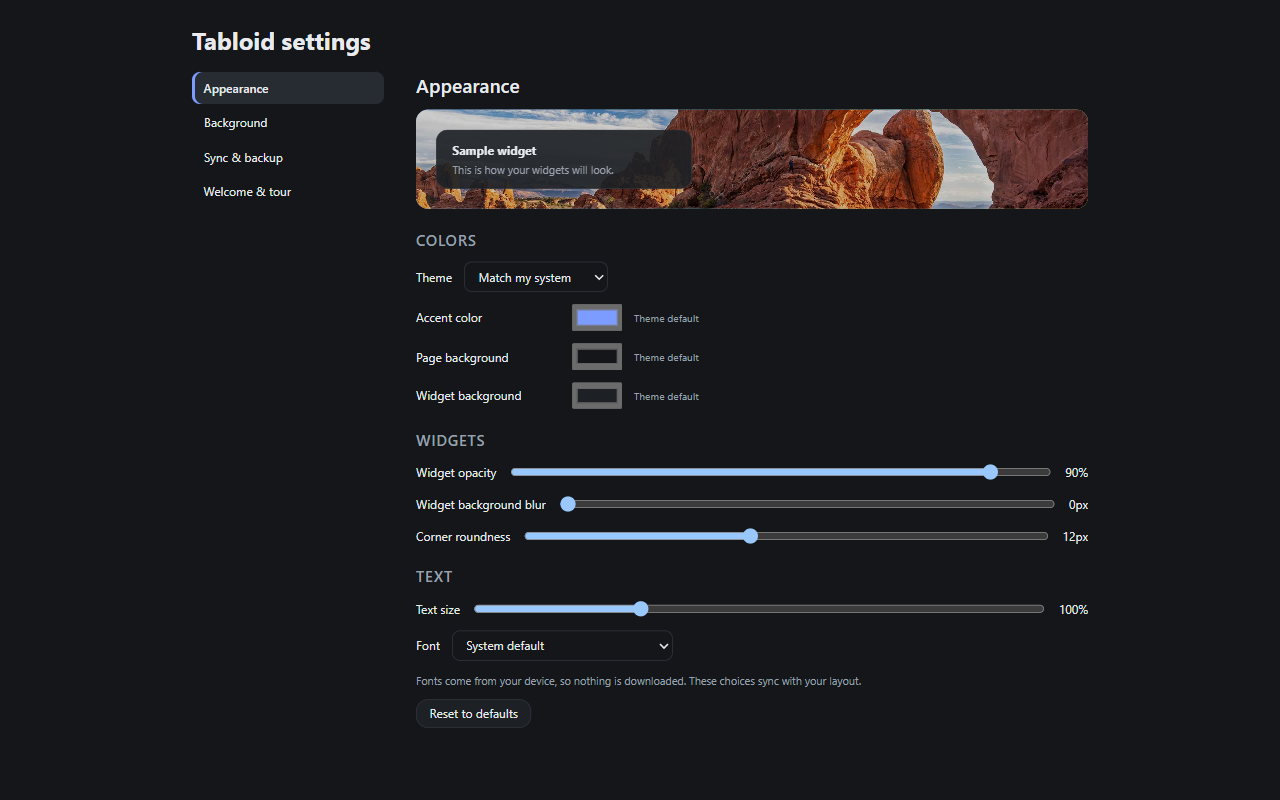 Tabloid settings
Appearance
Background
Sync & backup
Welcome & tour
Appearance
Sample widget
This is how your widgets will look.
COLORS
Theme Match my system
Accent color Theme default
Page background Theme default
Widget background Theme default
WIDGETS
Widget opacity 90%
Widget background blur 0px
Corner roundness 12px
TEXT
Text size 100%
Font System default
Fonts come from your device, so nothing is downloaded. These choices sync with your layout.
Reset to defaults